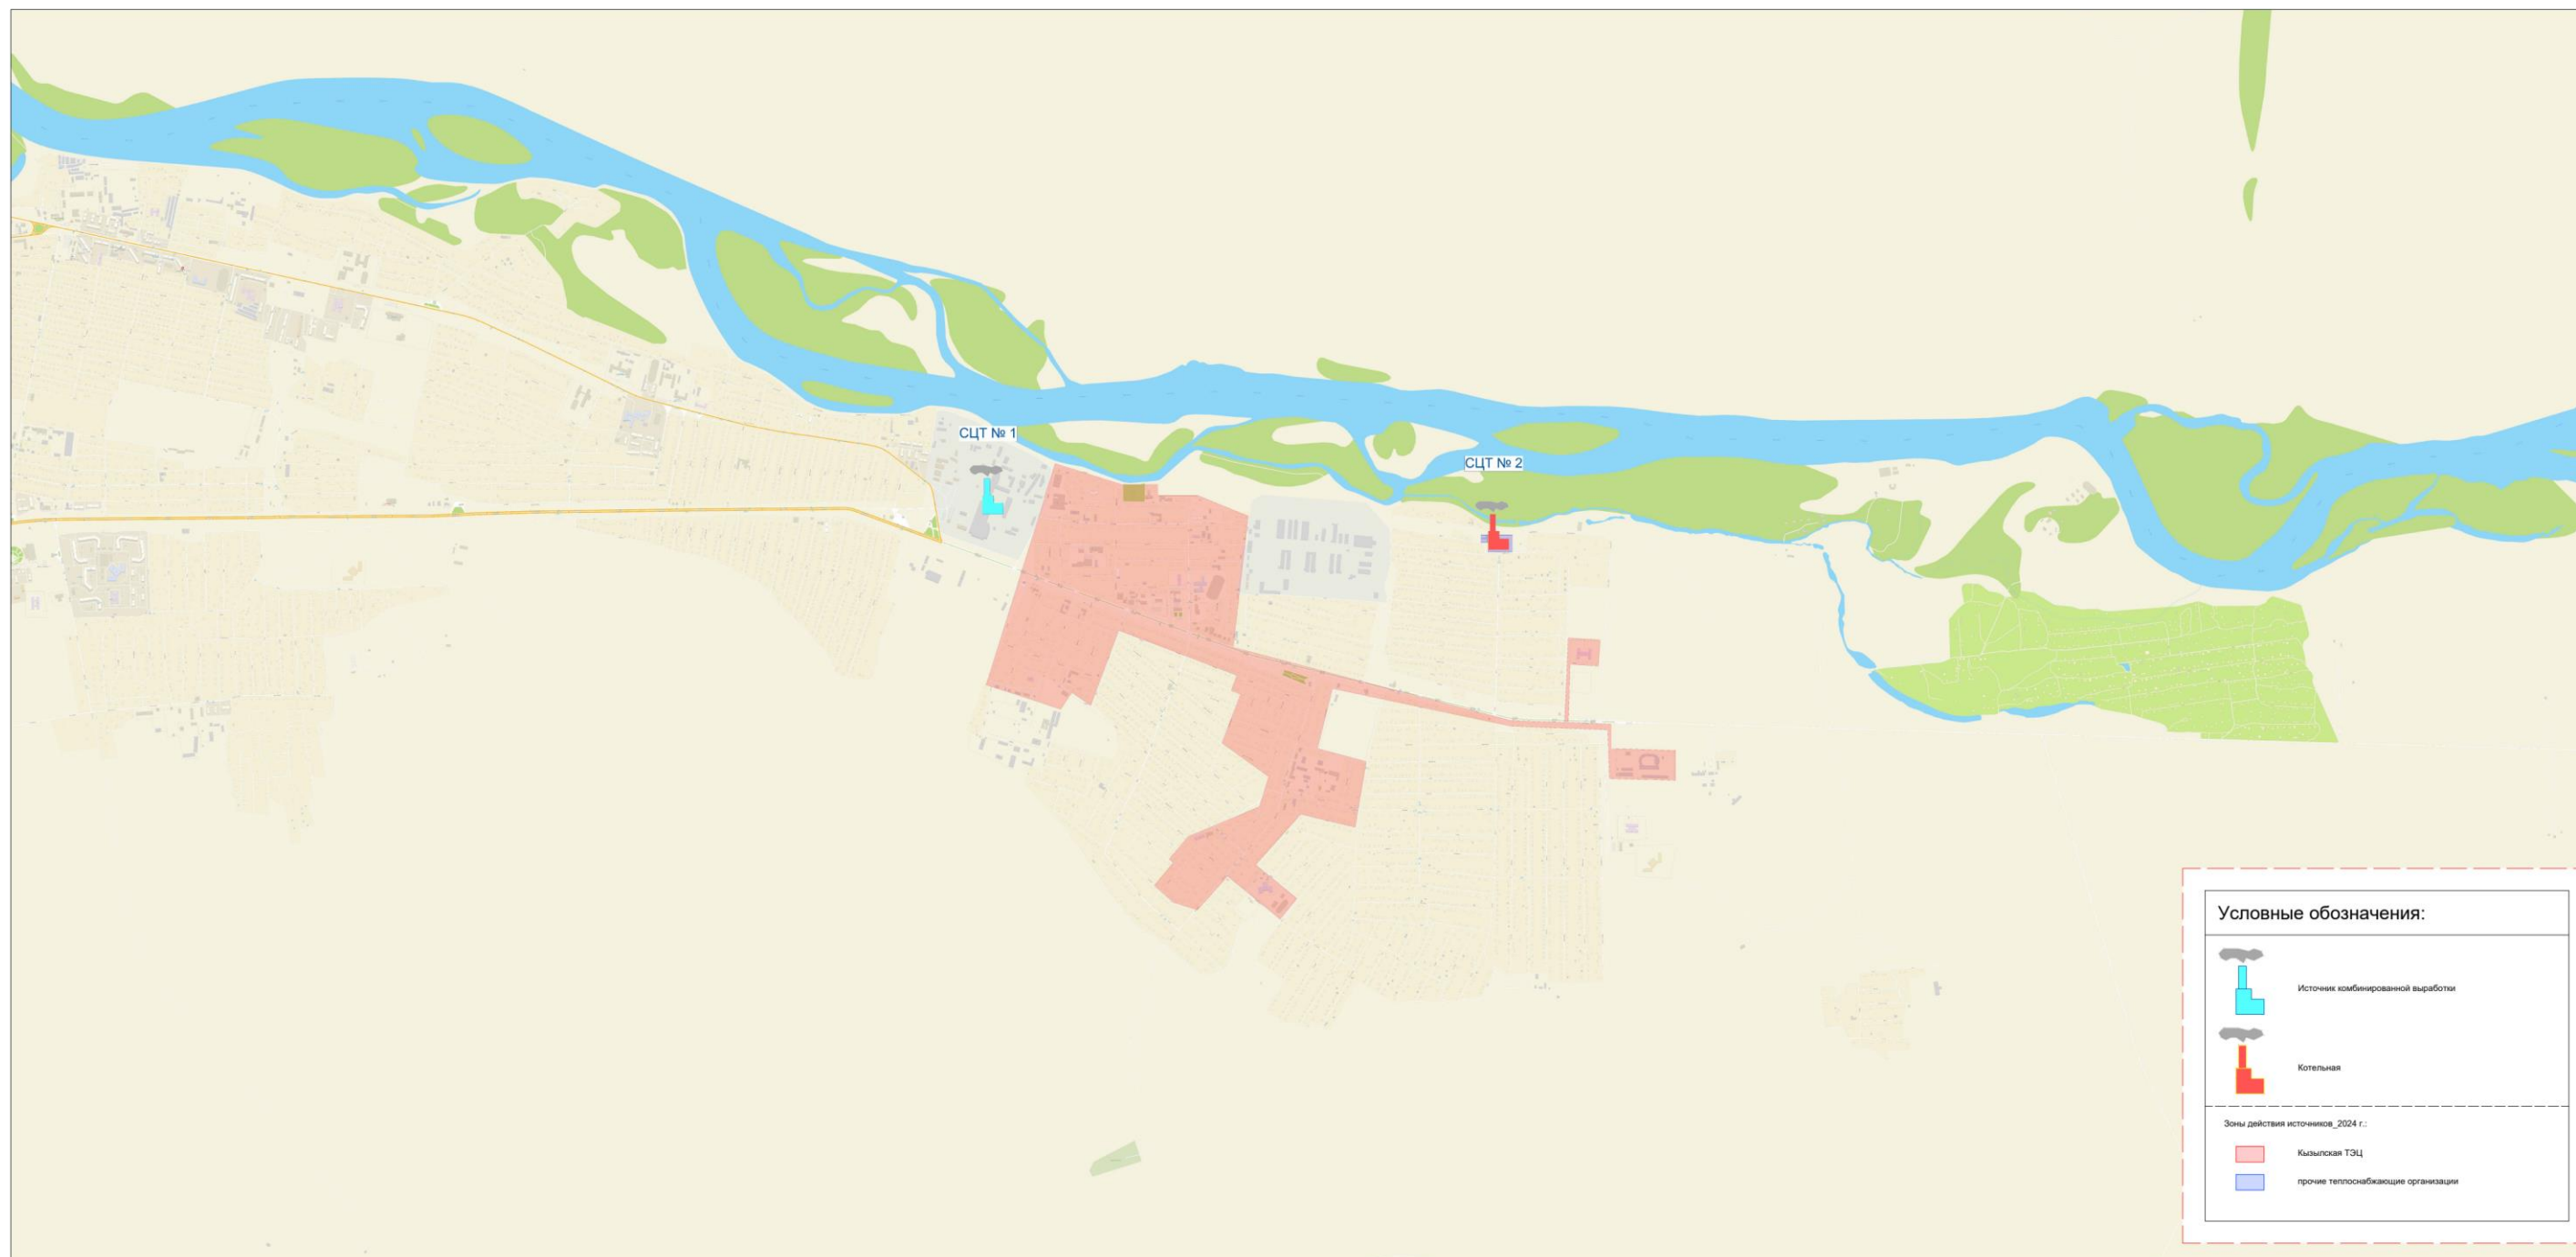 СЦТ № 1
СЦТ № 2
Условные обозначения:
Источник комбинированной выработки
Котельная
Зоны действия источников_2024 г.:
Кызылская ТЭЦ
прочие теплоснабжающие организации